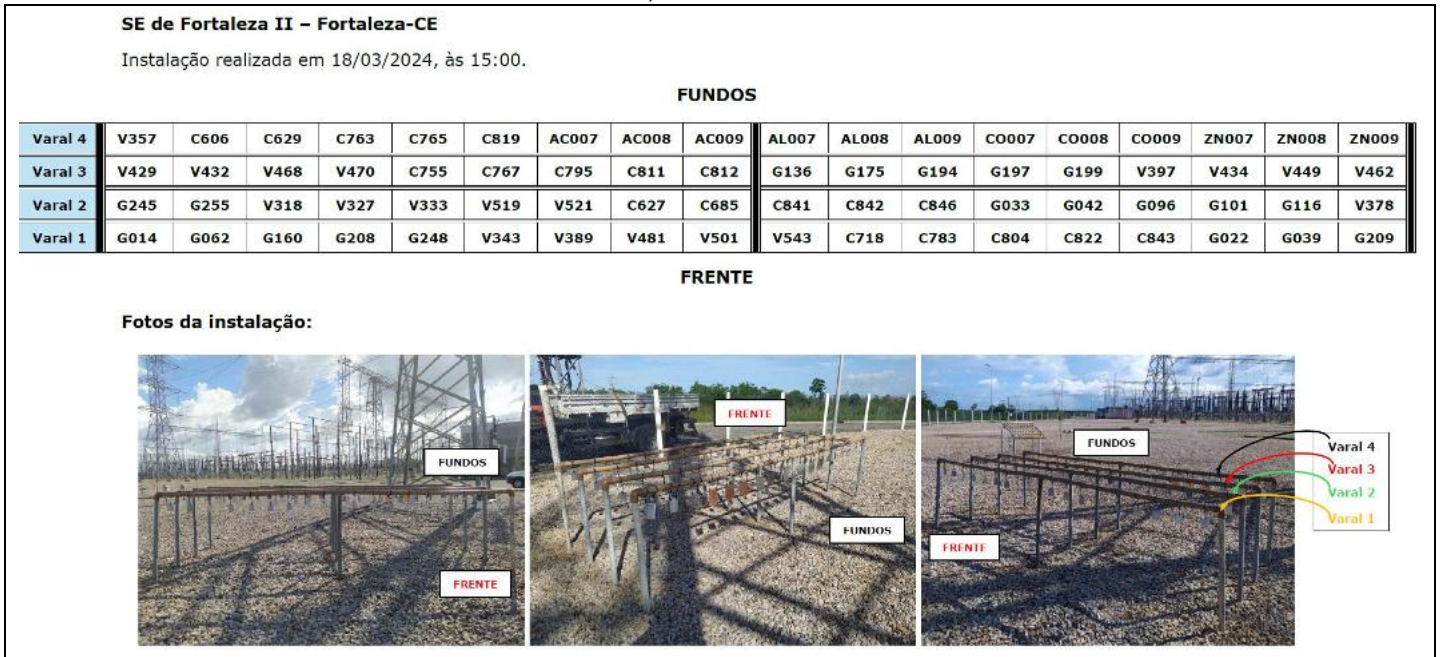 SE de Fortaleza II – Fortaleza-CE
Instalação realizada em 18/03/2024, às 15:00.
FUNDOS
Varal 4 V357 C606 C629 C763 C765 C819 AC007 AC008 AC009 AL007 AL008 AL009 CO007 CO008 CO009 ZN007 ZN008 ZN009
Varal 3 V429 V432 V468 V470 C755 C767 C795 C811 C812 G136 G175 G194 G197 G199 V397 V434 V449 V462
Varal 2 G245 G255 V318 V327 V333 V519 V521 C627 C685 C841 C842 C846 G033 G042 G096 G101 G116 V378
Varal 1 G014 G062 G160 G208 G248 V343 V389 V481 V501 V543 C718 C783 C804 C822 C843 G022 G039 G209
FRENTE
Fotos da instalação:
FUNDOS
FRENTE
FRENTE
FUNDOS
FUNDOS
FRENTE
Varal 4
Varal 3
Varal 2
Varal 1